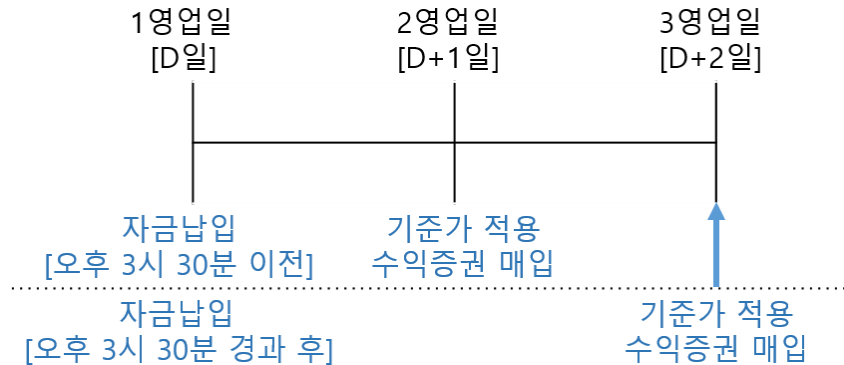 1영업일
[D일]
2영업일
[D+1일]
3영업일
[D+2일]
자금납입
[오후 3시 30분 이전]
기준가 적용
수익증권 매입
자금납입
[오후 3시 30분 경과 후]
기준가 적용
수익증권 매입